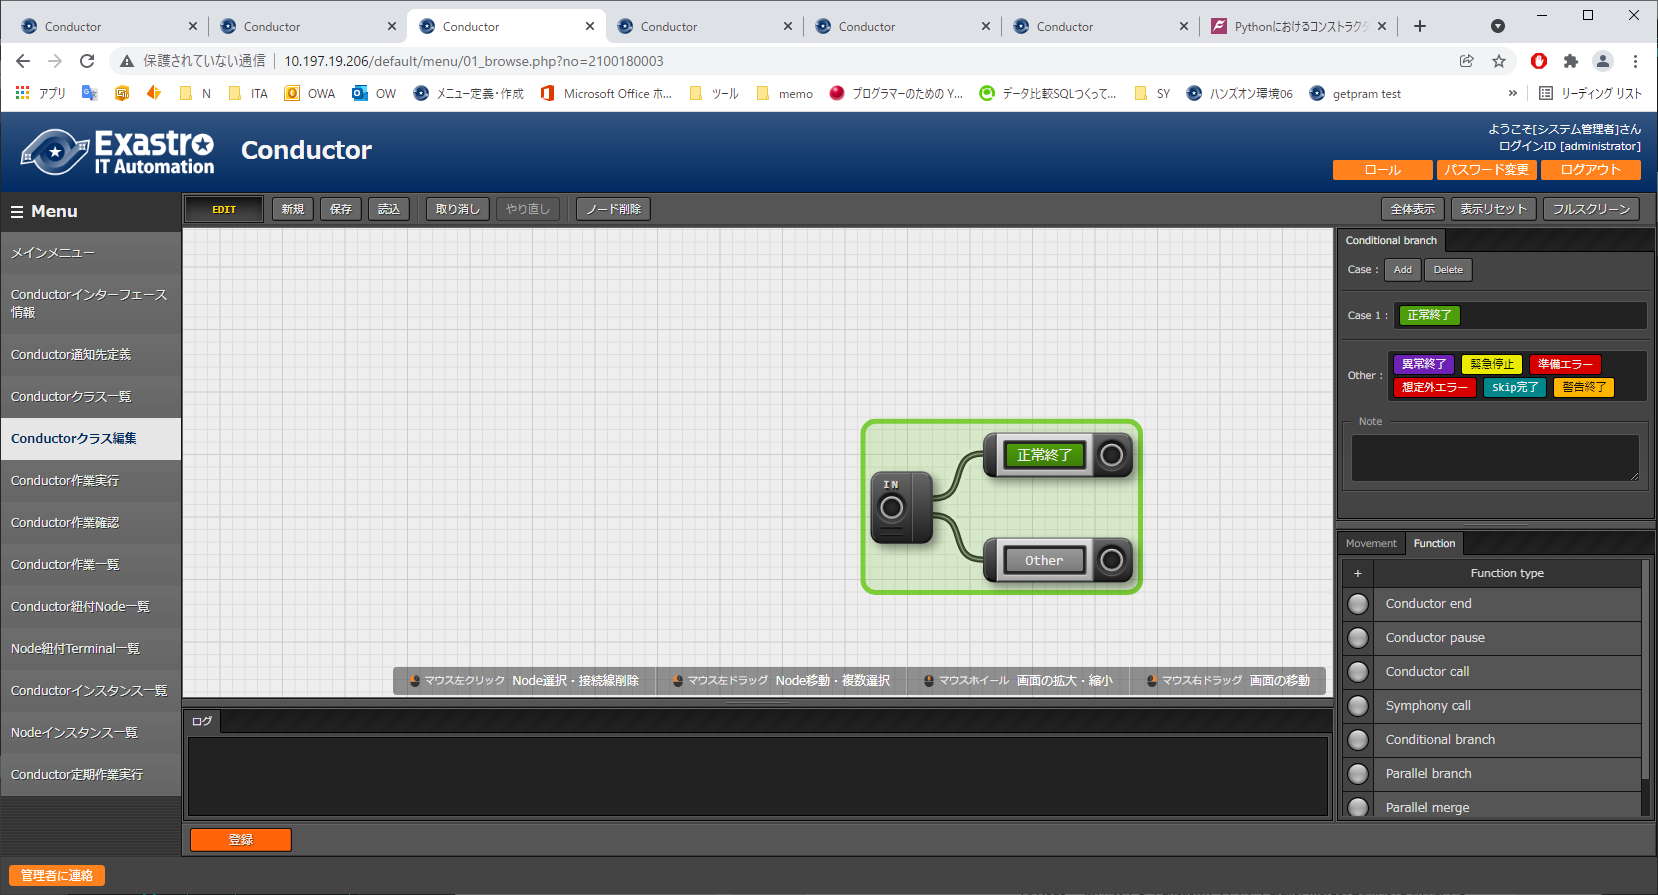 Conductor
Conductor
Conductor
Conductor
Conductor
Conductor
Pythonにおけるコンストラクタ
保護されていない通信 | 10.197.19.206/default/menu/01_browse.php?no=2100180003
アプリ
N
ITA
OWA
OW
メニュー定義・作成
Microsoft Office ホ...
ツール
memo
プログラマーのための Y...
データ比較SQLつくって...
SY
ハンズオン環境06
getpram test
»
リーディング リスト
Exastro
IT Automation
Conductor
ようこそ[システム管理者]さん
ログインID [administrator]
ロール
パスワード変更
ログアウト
Menu
メインメニュー
Conductorインターフェース
情報
Conductor通知先定義
Conductorクラス一覧
Conductorクラス編集
Conductor作業実行
Conductor作業確認
Conductor作業一覧
Conductor紐付Node一覧
Node紐付Terminal一覧
Conductorインスタンス一覧
Nodeインスタンス一覧
Conductor定期作業実行
管理者に連絡
EDIT
新規
保存
読込
取り消し
やり直し
ノード削除
全体表示
表示リセット
フルスクリーン
IN
正常終了
Other
マウス左クリック Node選択・接続線削除
マウス左ドラッグ Node移動・複数選択
マウスホイール 画面の拡大・縮小
マウス右ドラッグ 画面の移動
ログ
登録
Conditional branch
Case : Add Delete
Case 1 : 正常終了
Other : 異常終了 緊急停止 準備エラー
想定外エラー Skip完了 警告終了
Note
Movement Function
+ Function type
Conductor end
Conductor pause
Conductor call
Symphony call
Conditional branch
Parallel branch
Parallel merge